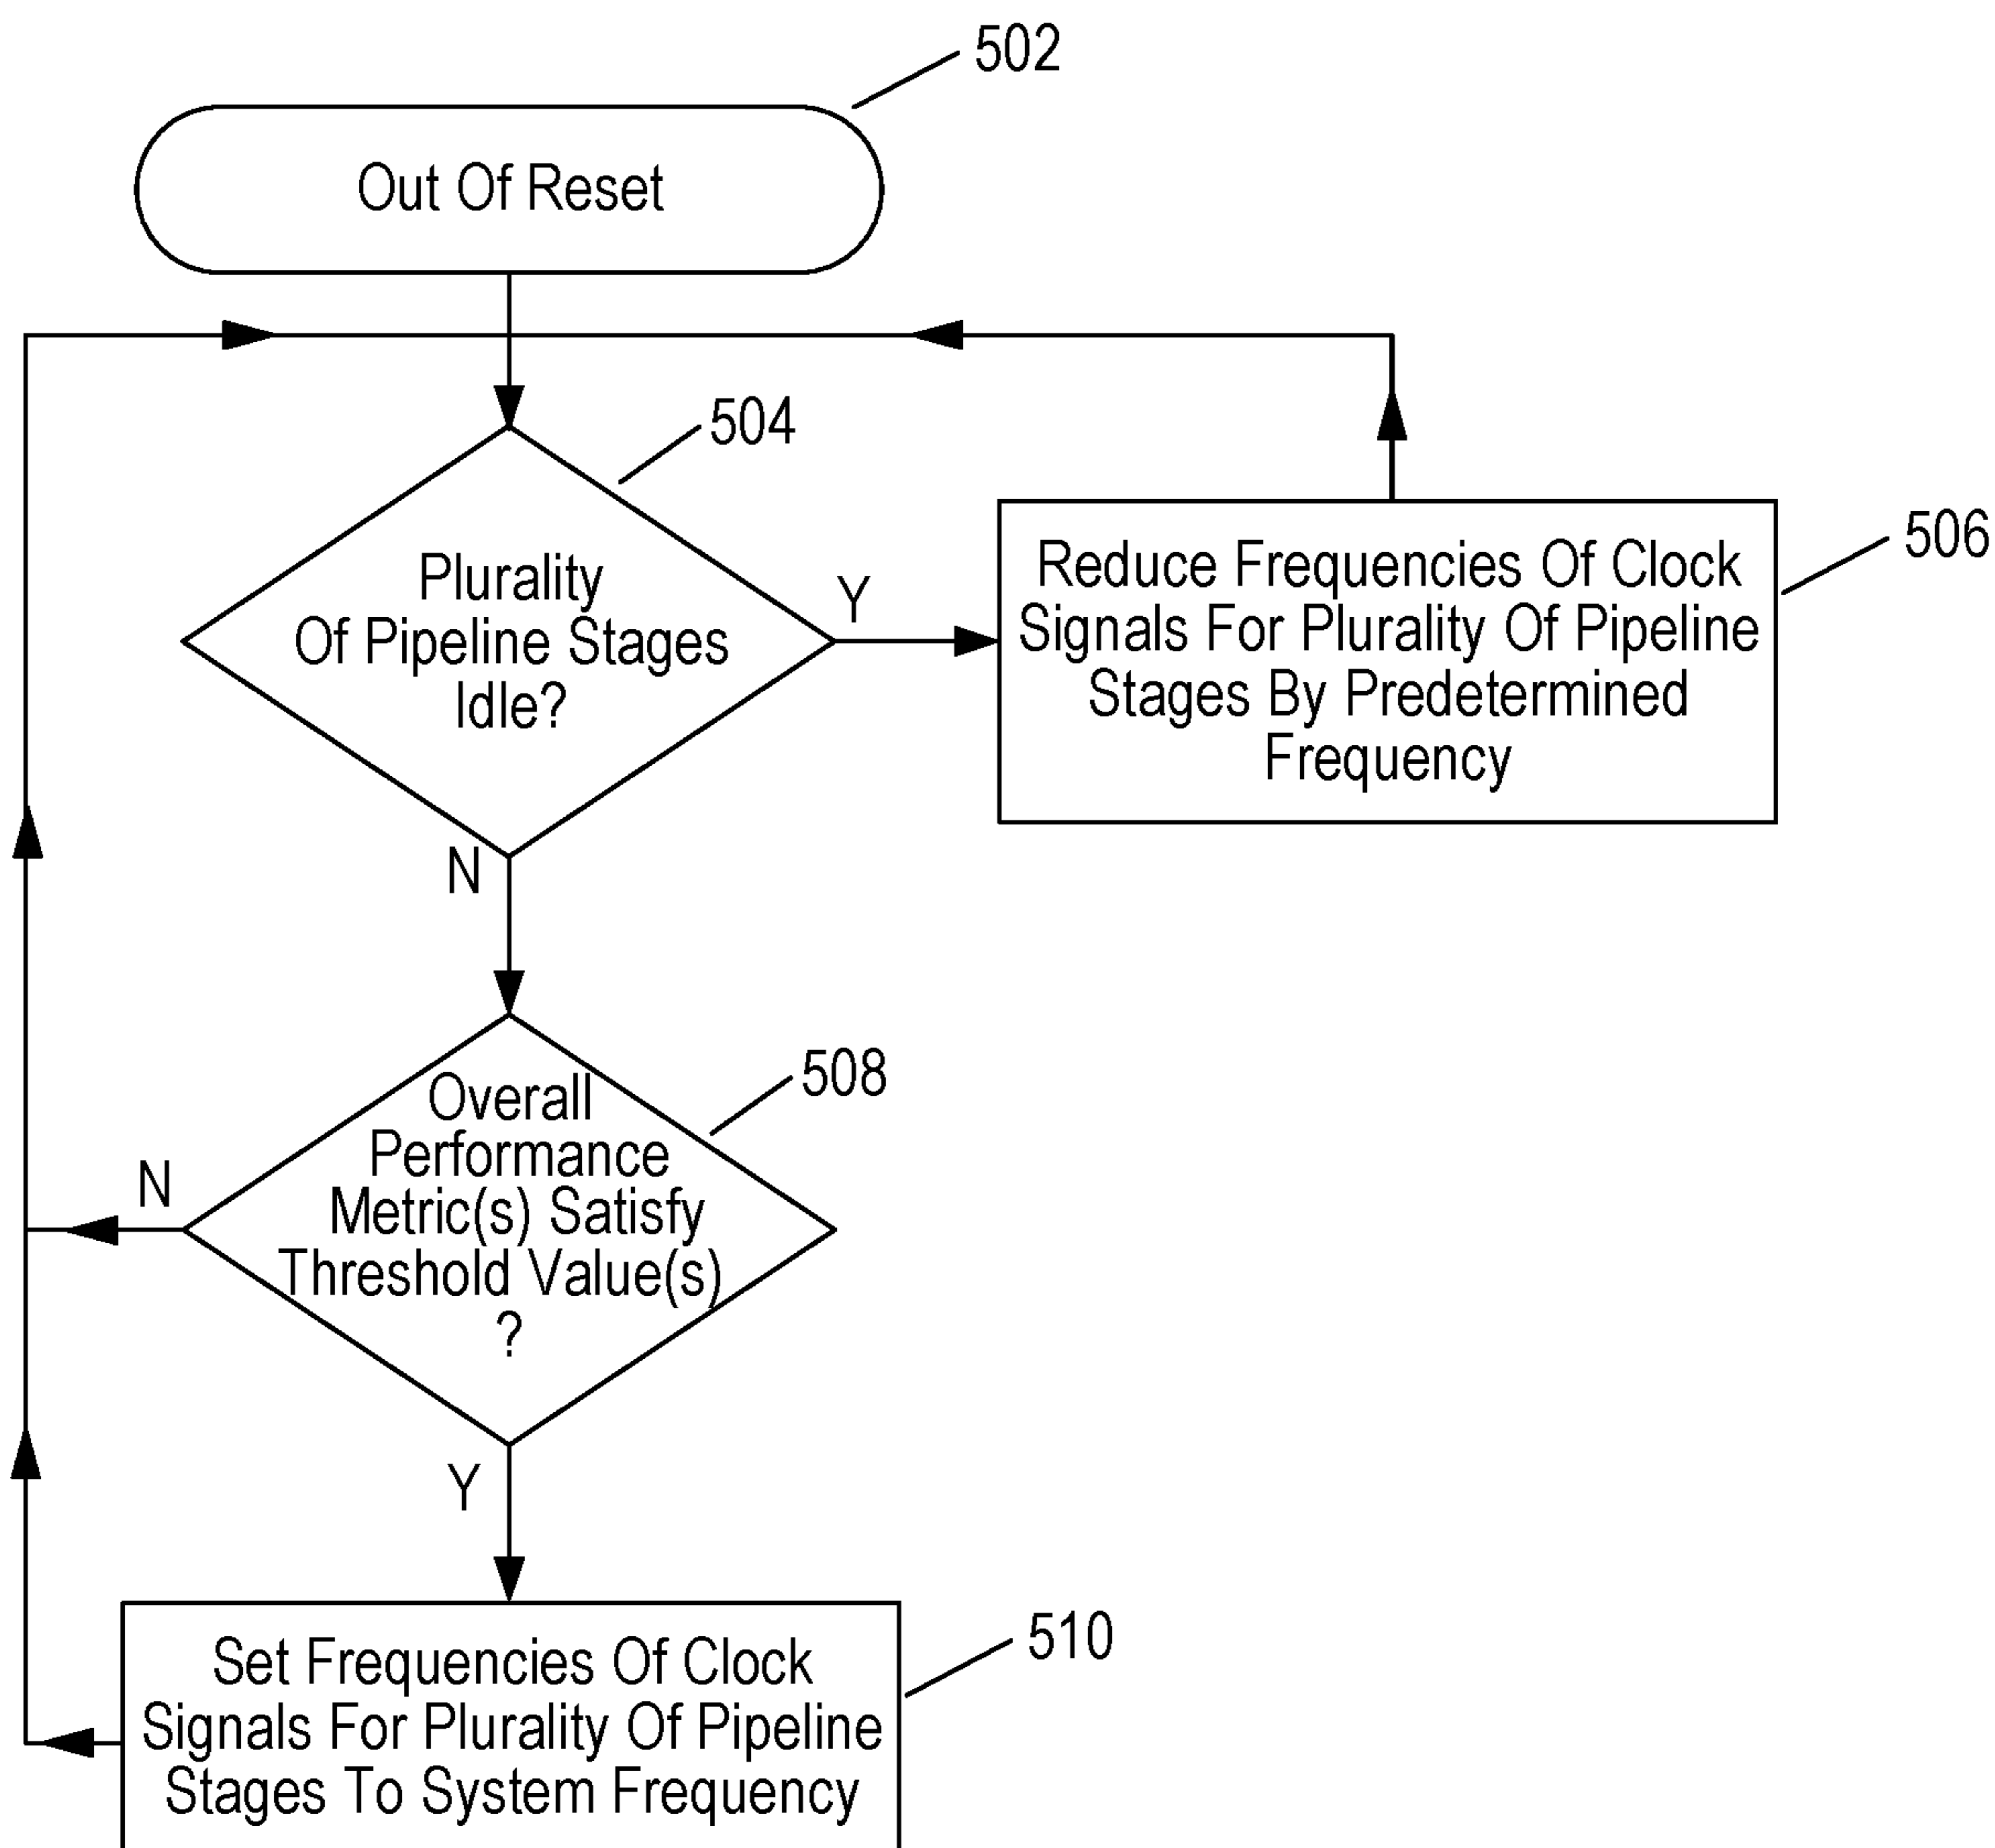 502
Out Of Reset
504
Plurality
Of Pipeline Stages
Idle?
Y
N
506
Reduce Frequencies Of Clock
Signals For Plurality Of Pipeline
Stages By Predetermined
Frequency
508
Overall
Performance
Metric(s) Satisfy
Threshold Value(s)
?
N
Y
510
Set Frequencies Of Clock
Signals For Plurality Of Pipeline
Stages To System Frequency